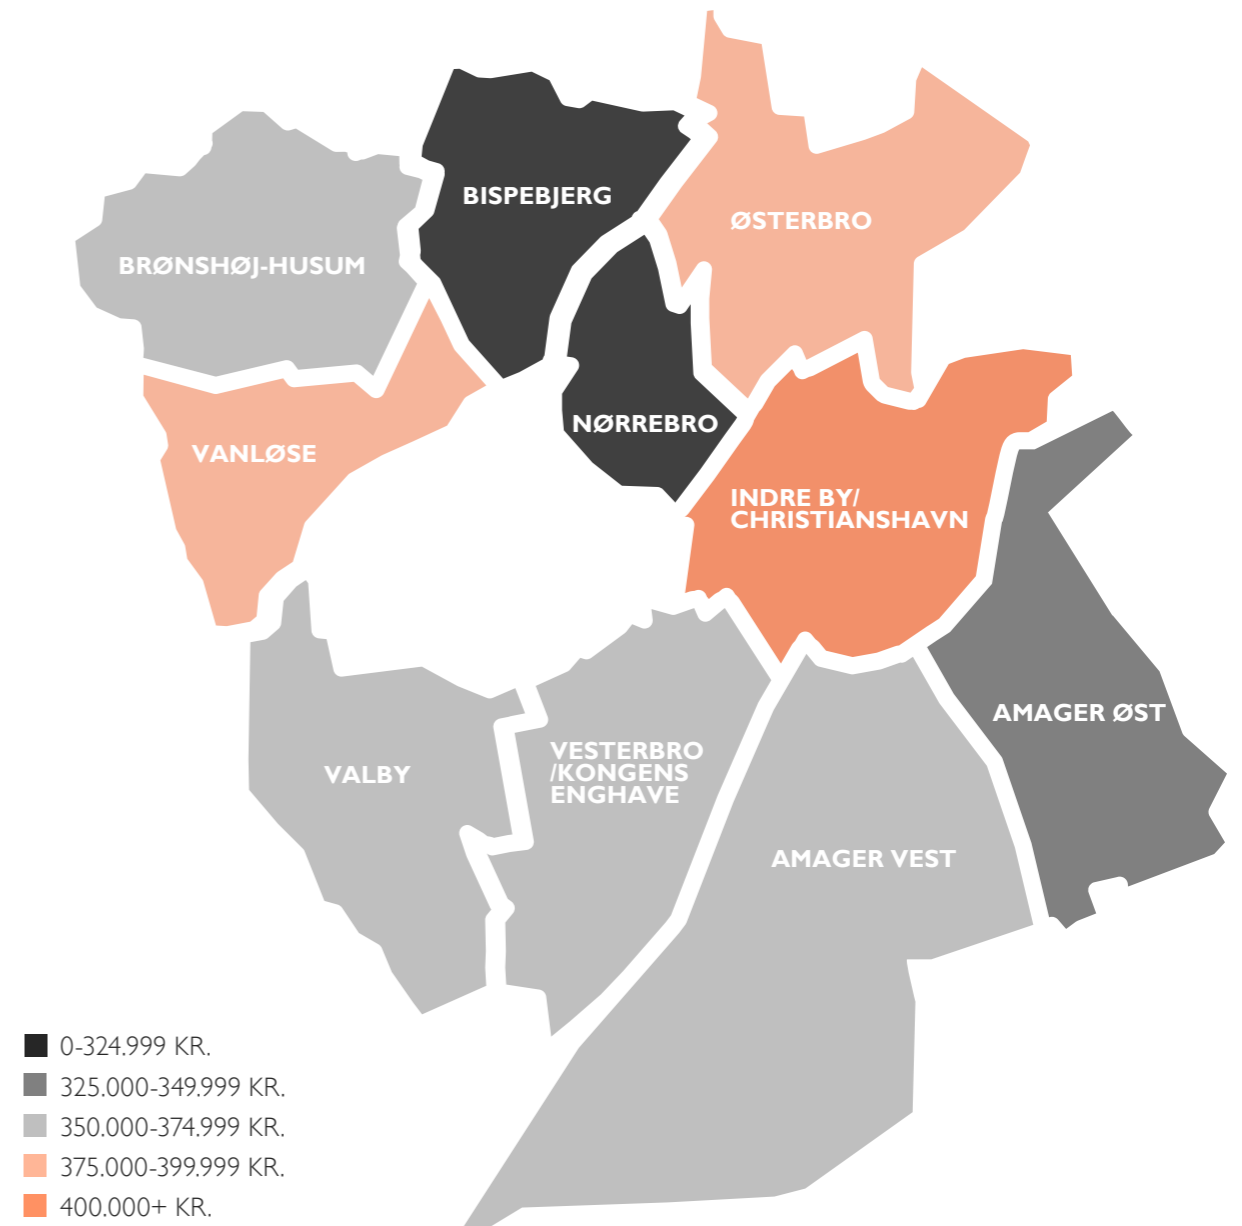 BISPEBJERG
ØSTERBRO
BRØNSHØJ-HUSUM
NØRREBRO
VANLØSE
INDRE BY/
CHRISTIANSHAVN
AMAGER ØST
VESTERBRO
/KONGENS
ENGHAVE
VALBY
AMAGER VEST
0-324.999 KR.
325.000-349.999 KR.
350.000-374.999 KR.
375.000-399.999 KR.
400.000+ KR.